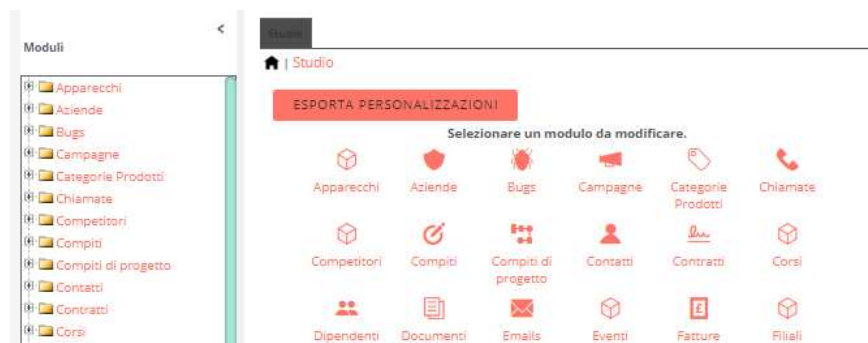 <
Moduli
Studio
| Studio
Apparecchi
Aziende
Bugs
Campagne
Categorie Prodotti
Chiamate
Competitori
Compiti
Compiti di progetto
Contatti
Contratti
Corsi
ESPORTA PERSONALIZZAZIONI
Selezionare un modulo da modificare.
Apparecchi Aziende Bugs Campagne Categorie Chiamate
Prodotti
Competitori Compiti Compiti di Contatti Contratti Corsi
progetto
Dipendenti Documenti Emails Eventi Fatture Filiali